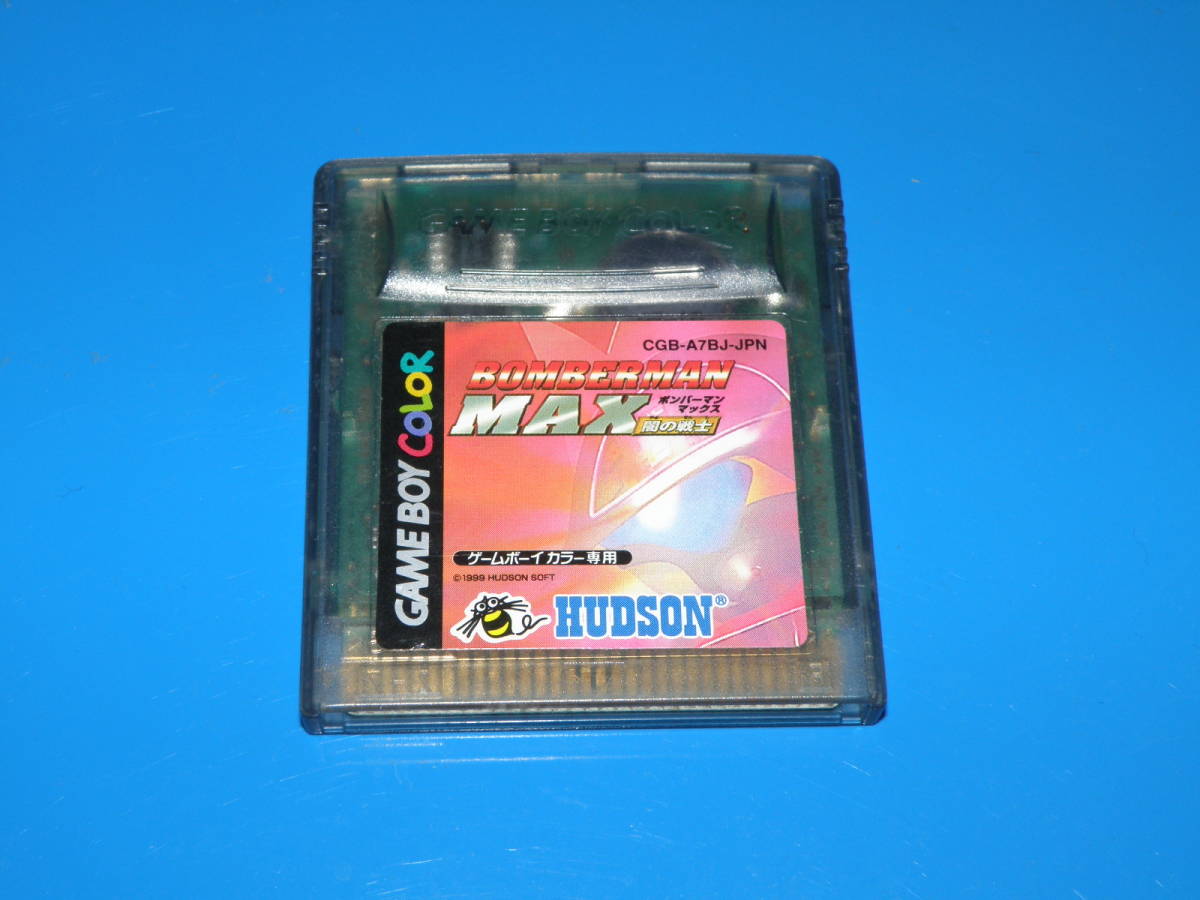 GAME BOY COLOR
GAME BOY COLOR
CGB-A7BJ-JPN
BOMBERMAN
MAX
ボンバーマン
マックス
闇の戦士
ゲームボーイカラー専用
©1999 HUDSON SOFT
HUDSON®